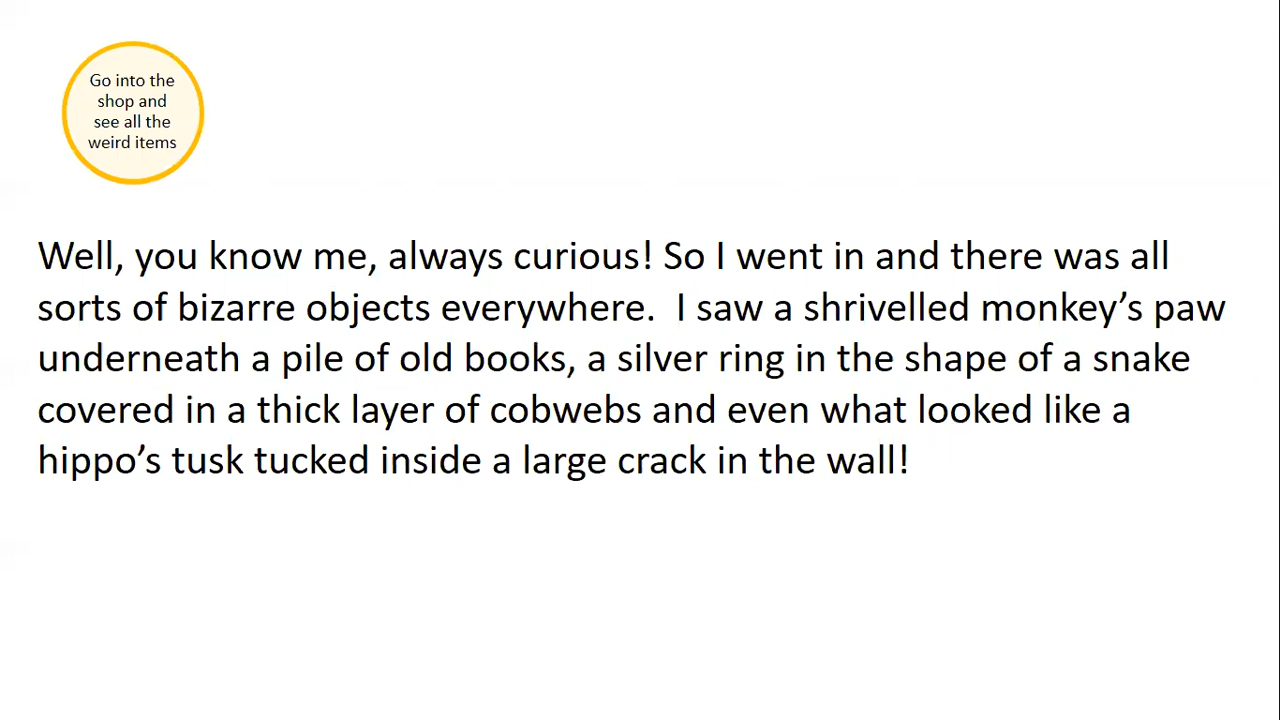 Go into the
shop and
see all the
weird items
Well, you know me, always curious! So I went in and there was all
sorts of bizarre objects everywhere.  I saw a shrivelled monkey’s paw
underneath a pile of old books, a silver ring in the shape of a snake
covered in a thick layer of cobwebs and even what looked like a
hippo’s tusk tucked inside a large crack in the wall!